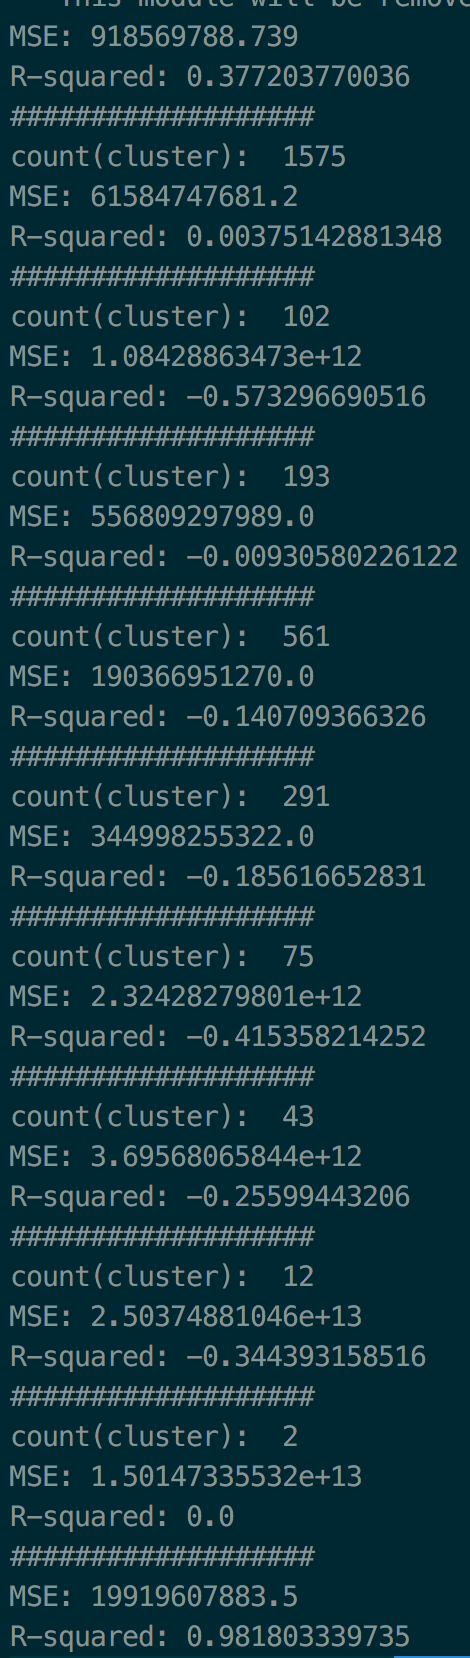 This module will be remove
MSE: 918569788.739
R-squared: 0.377203770036
###################
count(cluster):  1575
MSE: 61584747681.2
R-squared: 0.00375142881348
###################
count(cluster):  102
MSE: 1.08428863473e+12
R-squared: -0.573296690516
###################
count(cluster):  193
MSE: 556809297989.0
R-squared: -0.00930580226122
###################
count(cluster):  561
MSE: 190366951270.0
R-squared: -0.140709366326
###################
count(cluster):  291
MSE: 344998255322.0
R-squared: -0.185616652831
###################
count(cluster):  75
MSE: 2.32428279801e+12
R-squared: -0.415358214252
###################
count(cluster):  43
MSE: 3.69568065844e+12
R-squared: -0.25599443206
###################
count(cluster):  12
MSE: 2.50374881046e+13
R-squared: -0.344393158516
###################
count(cluster):  2
MSE: 1.50147335532e+13
R-squared: 0.0
###################
MSE: 19919607883.5
R-squared: 0.981803339735